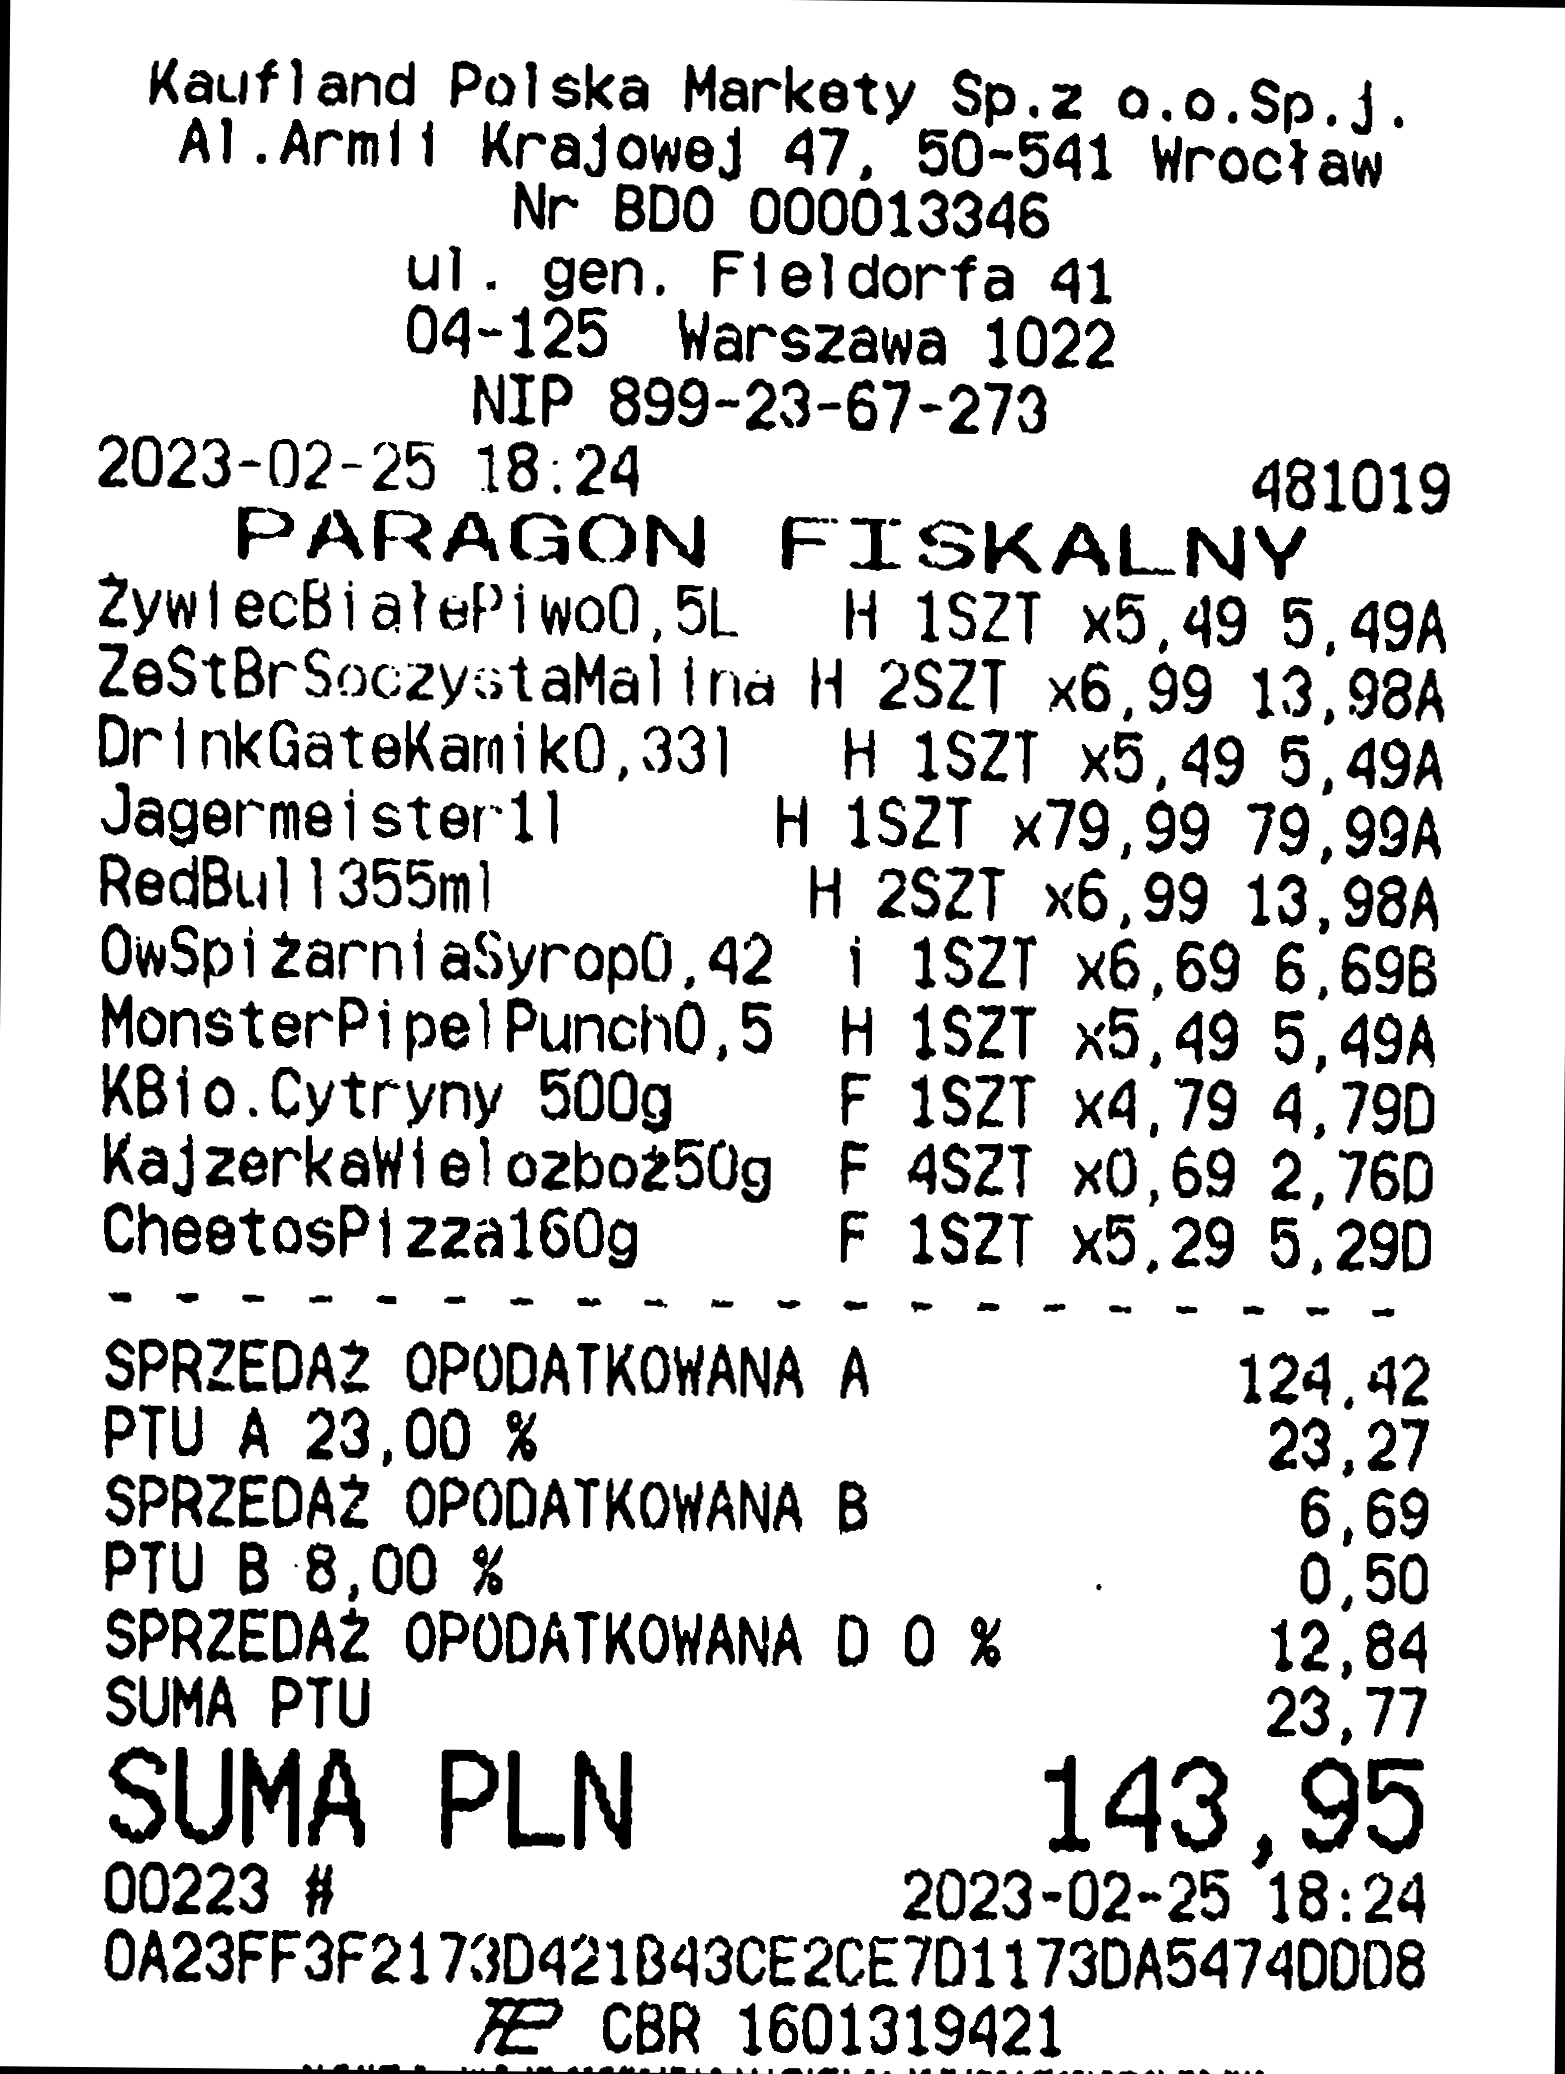 Kaufland Polska Markety Sp.z o.o.Sp.j.
Al.Armii Krajowej 47, 50-541 Wrocław
Nr BDO 000013346
ul. gen. Fieldorfa 41
04-125 Warszawa 1022
NIP 899-23-67-273
2023-02-25 18:24 481019
PARAGON FISKALNY
ŻywiecBiałePiwo0,5L H 1SZT x5,49 5,49A
ZeStBrSoczystaMalina H 2SZT x6,99 13,98A
DrinkGateKamik0,33l H 1SZT x5,49 5,49A
Jagermeister1l H 1SZT x79,99 79,99A
RedBull355ml H 2SZT x6,99 13,98A
OwSpiżarniaSyrop0,42 i 1SZT x6,69 6,69B
MonsterPipelPunch0,5 H 1SZT x5,49 5,49A
KBio.Cytryny 500g F 1SZT x4,79 4,79D
KajzerkaWielozboż50g F 4SZT x0,69 2,76D
CheetosPizza160g F 1SZT x5,29 5,29D
- - - - - - - - - - - - - - - - - - - -
SPRZEDAŻ OPODATKOWANA A 124,42
PTU A 23,00 % 23,27
SPRZEDAŻ OPODATKOWANA B 6,69
PTU B 8,00 % 0,50
SPRZEDAŻ OPODATKOWANA D 0 % 12,84
SUMA PTU 23,77
SUMA PLN 143,95
00223 # 2023-02-25 18:24
0A23FF3F2173D421B43CE2CE7D1173DA5474DDD8
CBR 1601319421